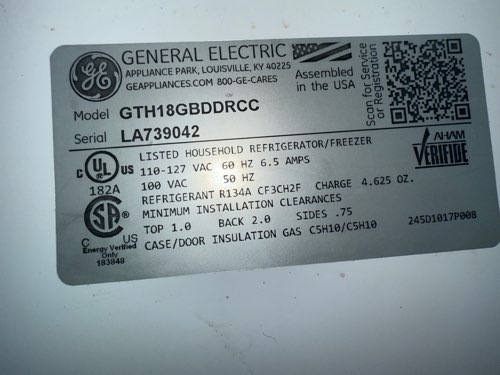 GENERAL ELECTRIC
APPLIANCE PARK, LOUISVILLE, KY 40225
GEAPPLIANCES.COM 800-GE-CARES
Assembled
in the USA
Scan for Service
or Registration
Model GTH18GBDDRCC
Serial LA739042
LISTED HOUSEHOLD REFRIGERATOR/FREEZER
110-127 VAC 60 HZ 6.5 AMPS
100 VAC 50 HZ
REFRIGERANT R134A CF3CH2F CHARGE 4.625 OZ.
MINIMUM INSTALLATION CLEARANCES
TOP 1.0 BACK 2.0 SIDES .75
CASE/DOOR INSULATION GAS C5H10/C5H10
C UL US
182A
C US
Energy Verified
Only
183848
AHAM
VERIFIDE
245D1017P008